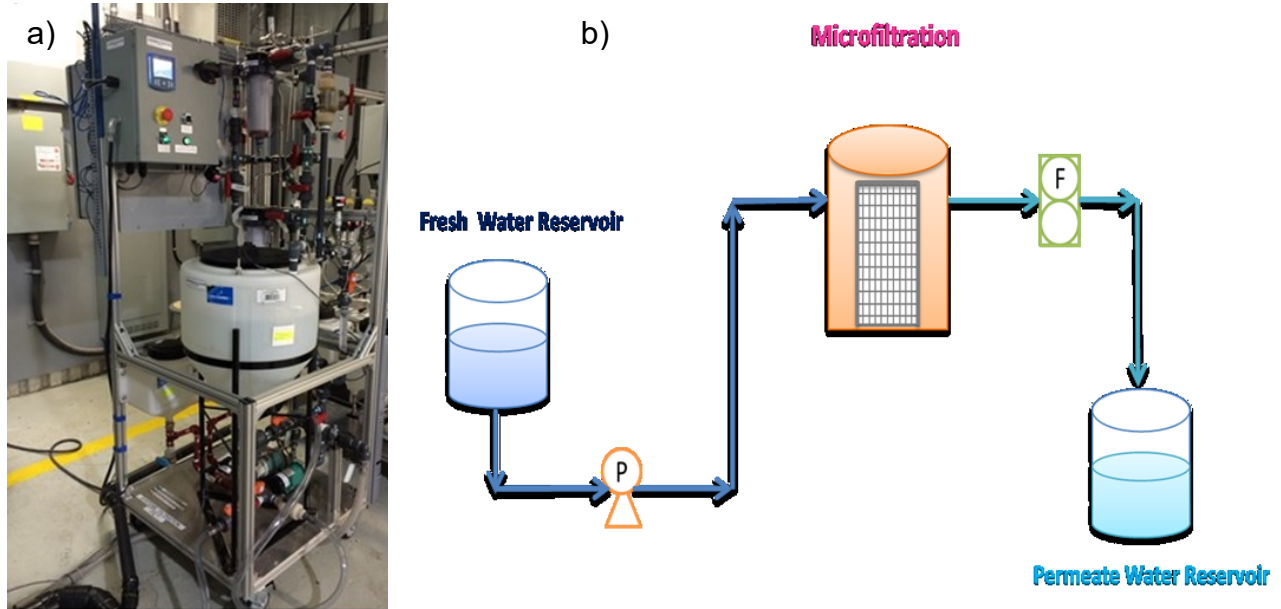 a)
b)
Microfiltration
Fresh Water Reservoir
F
P
Permeate Water Reservoir